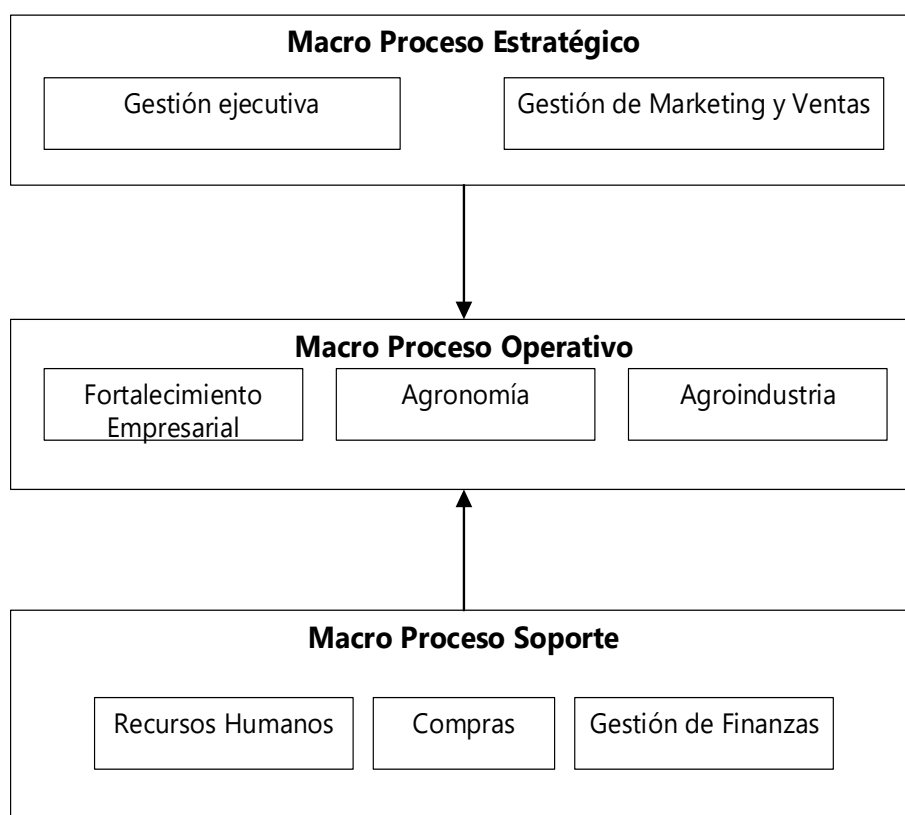 Macro Proceso Estratégico
Gestión ejecutiva
Gestión de Marketing y Ventas
Macro Proceso Operativo
Fortalecimiento
Empresarial
Agronomía
Agroindustria
Macro Proceso Soporte
Recursos Humanos
Compras
Gestión de Finanzas